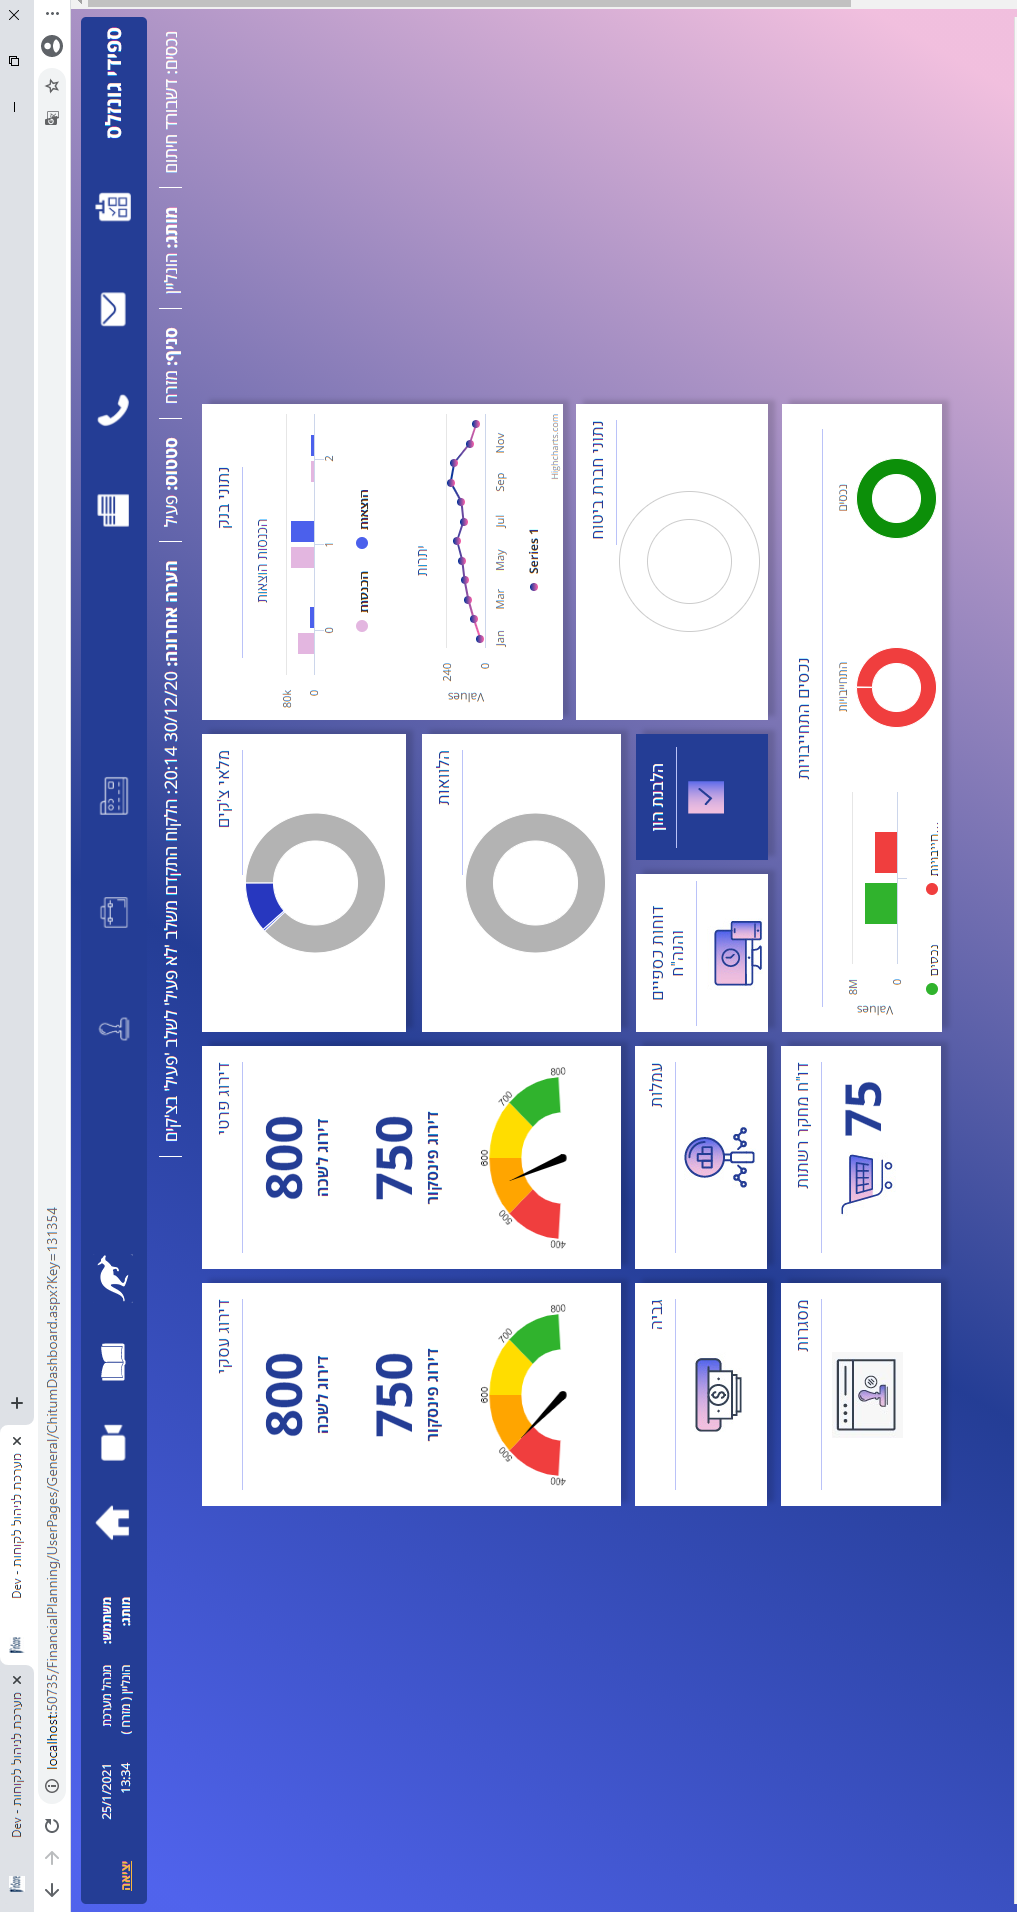 Dev - מערכת לניהול לקוחות
Dev - מערכת לניהול לקוחות
localhost:50735/FinancialPlanning/UserPages/General/ChitumDashboard.aspx?Key=131354
ספידי גונזלס
משתמש: מנהל מערכת 25/1/2021
מותג: הונליין ( מזרח ) 13:34
יציאה
נכסים: דשבורד חיתום
מותג: הונליין
סניף: מזרח
סטטוס: פעיל
הערה אחרונה: 30/12/20 20:14: הלקוח התקדם משלב 'לא פעיל' לשלב 'פעיל' בצ'קים
נתוני בנק
הכנסות הוצאות
80k
0
0 1 2
הכנסות הוצאות
יתרות
Values
240
0
Jan Mar May Jul Sep Nov
Series 1
Highcharts.com
מלאי צ'קים
הלוואות
דירוג פרטי
800
דירוג לשכה
750
דירוג פינסקור
400 500 600 700 800
דירוג עסקי
800
דירוג לשכה
750
דירוג פינסקור
400 500 600 700 800
נתוני חברת ביטוח
הלבנת הון
דוחות כספיים
והנה"ח
עמלות
גביה
נכסים התחייבויות
נכסים
התחייבויות
Values
8M
0
נכסים
חייבויות...
דו"ח מחקר רשתות
75
מסגרות